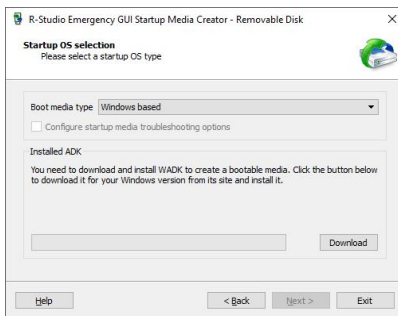 R-Studio Emergency GUI Startup Media Creator - Removable Disk
Startup OS selection
Please select a startup OS type
Boot media type Windows based
Configure startup media troubleshooting options
Installed ADK
You need to download and install WADK to create a bootable media. Click the button below
to download it for your Windows version from its site and install it.
Download
Help < Back Next > Exit